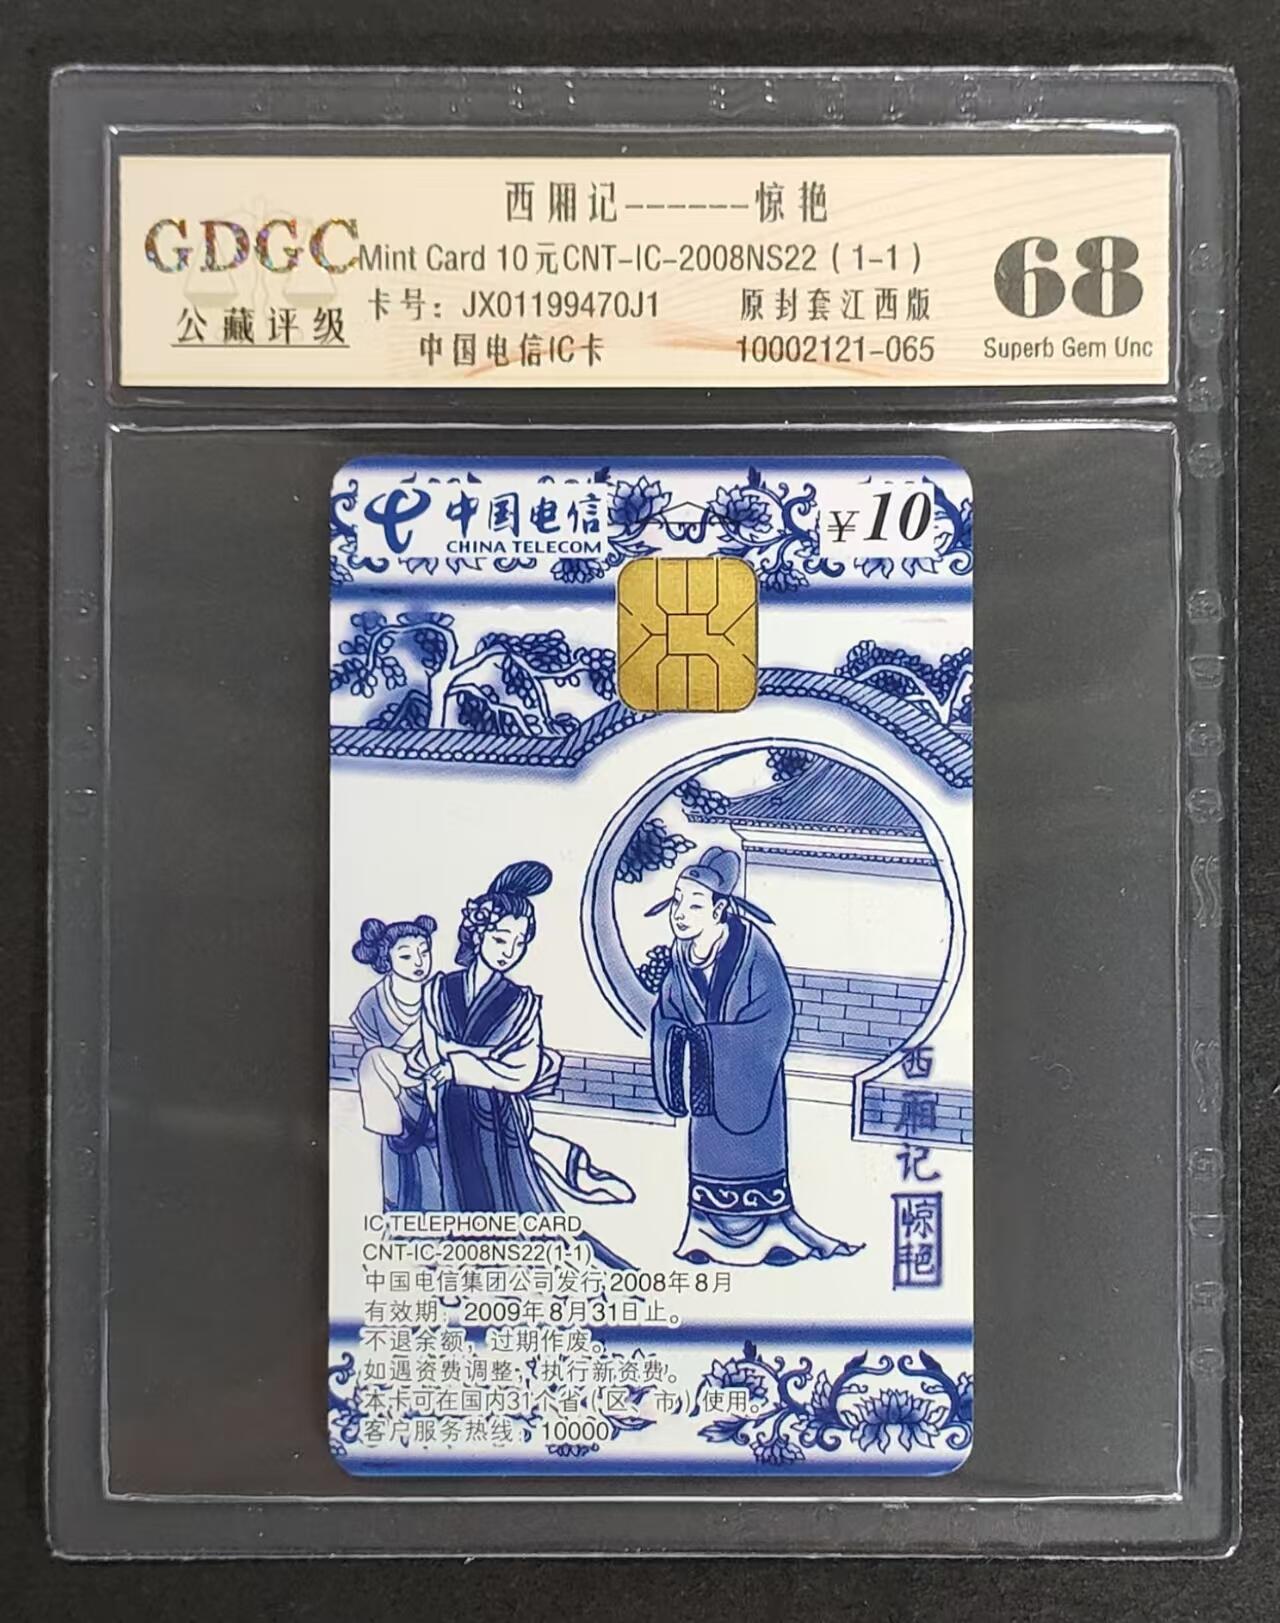 西厢记------惊艳
GDGC
Mint Card 10元CNT-IC-2008NS22（1-1）
公藏评级
卡号：JX01199470J1 原封套江西版
中国电信IC卡 10002121-065
68
Superb Gem Unc
中国电信
CHINA TELECOM
¥10
西厢记
惊艳
IC TELEPHONE CARD
CNT-IC-2008NS22(1-1)
中国电信集团公司发行 2008年8月
有效期：2009年8月31日止。
不退余额，过期作废。
如遇资费调整，执行新资费。
本卡可在国内31个省（区、市）使用。
客户服务热线：10000